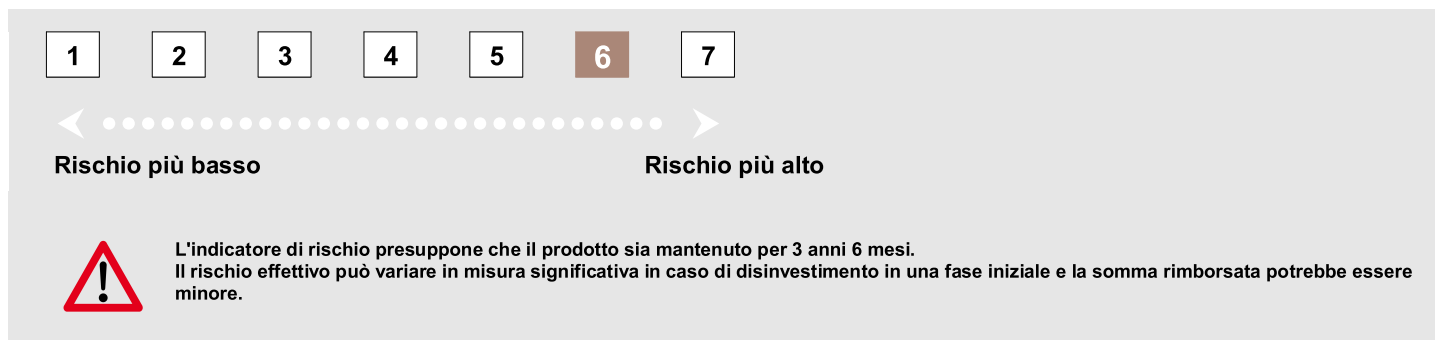 1 2 3 4 5 6 7
Rischio più basso Rischio più alto
L'indicatore di rischio presuppone che il prodotto sia mantenuto per 3 anni 6 mesi.
Il rischio effettivo può variare in misura significativa in caso di disinvestimento in una fase iniziale e la somma rimborsata potrebbe essere
minore.